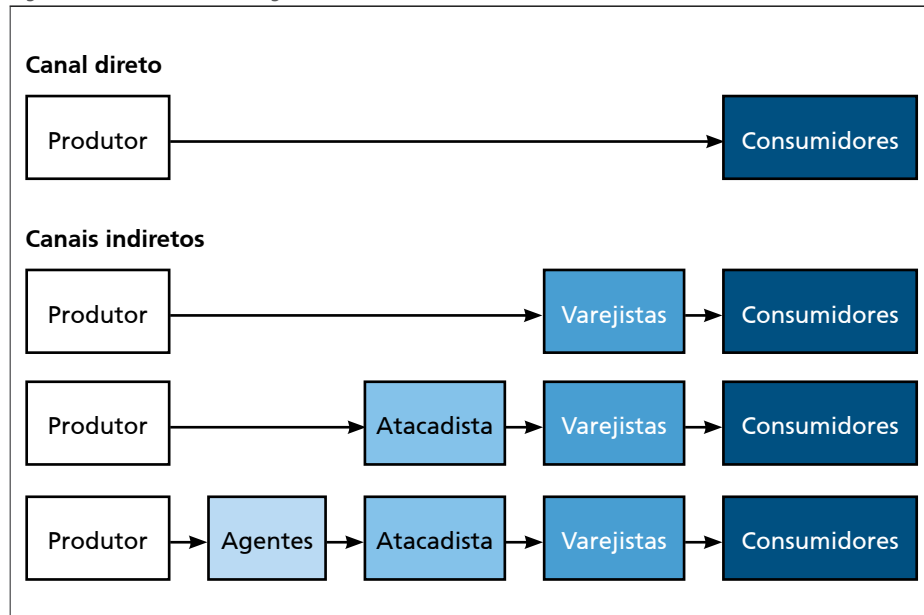 Canal direto
Produtor Consumidores
Canais indiretos
Produtor Varejistas Consumidores
Produtor Atacadista Varejistas Consumidores
Produtor Agentes Atacadista Varejistas Consumidores